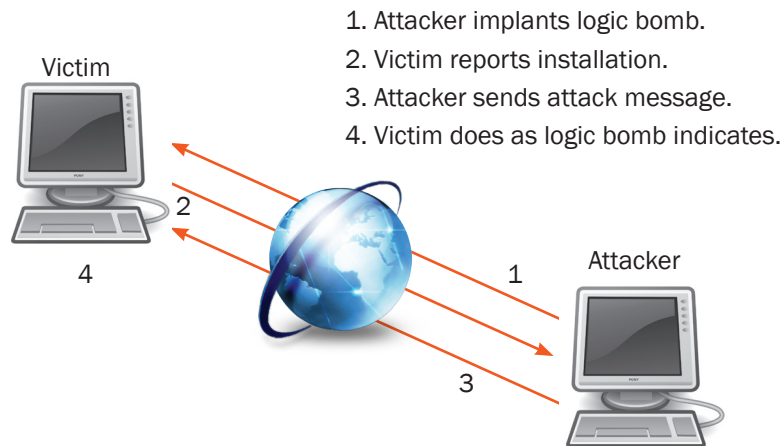 1. Attacker implants logic bomb.
2. Victim reports installation.
3. Attacker sends attack message.
4. Victim does as logic bomb indicates.
Victim
2
4
1
Attacker
3